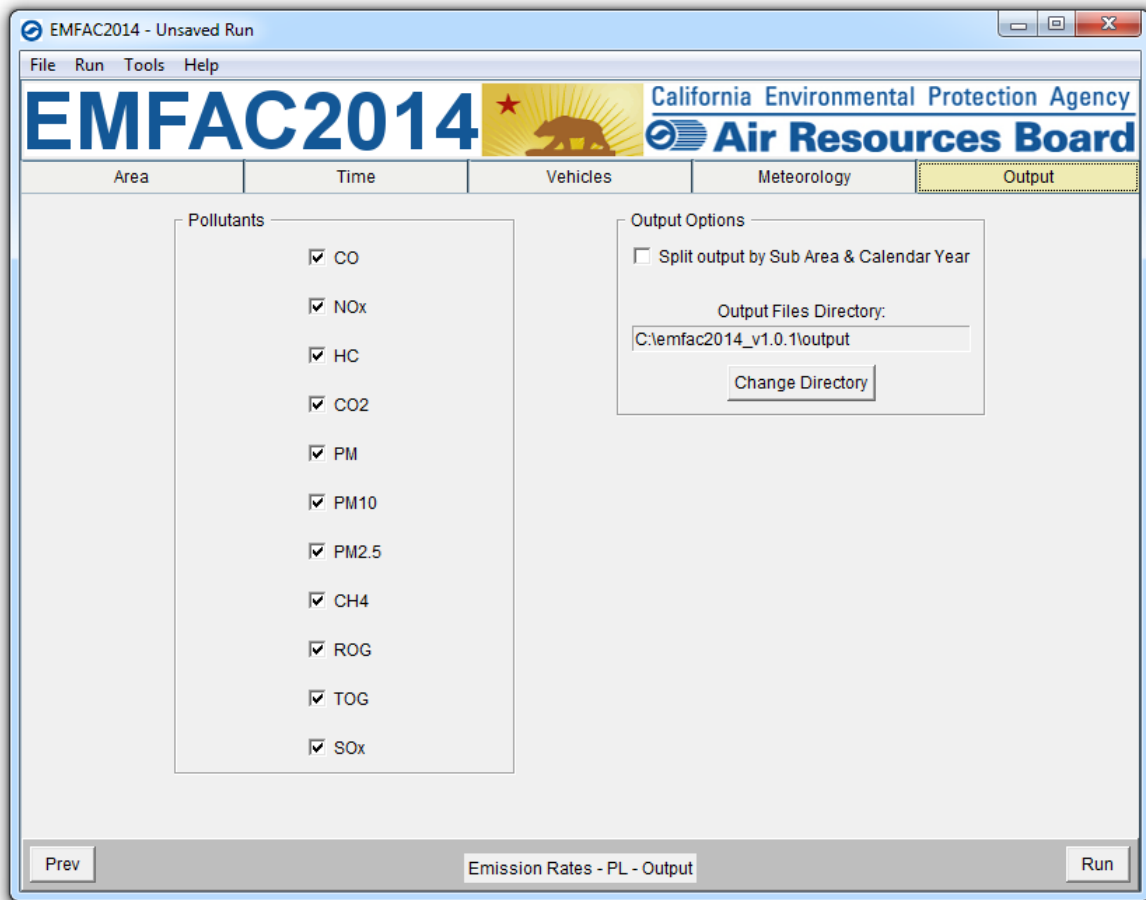 EMFAC2014 - Unsaved Run
File Run Tools Help
EMFAC2014
California Environmental Protection Agency
Air Resources Board
Area Time Vehicles Meteorology Output
Pollutants
CO
NOx
HC
CO2
PM
PM10
PM2.5
CH4
ROG
TOG
SOx
Output Options
Split output by Sub Area & Calendar Year
Output Files Directory:
C:\emfac2014_v1.0.1\output
Change Directory
Prev
Emission Rates - PL - Output
Run